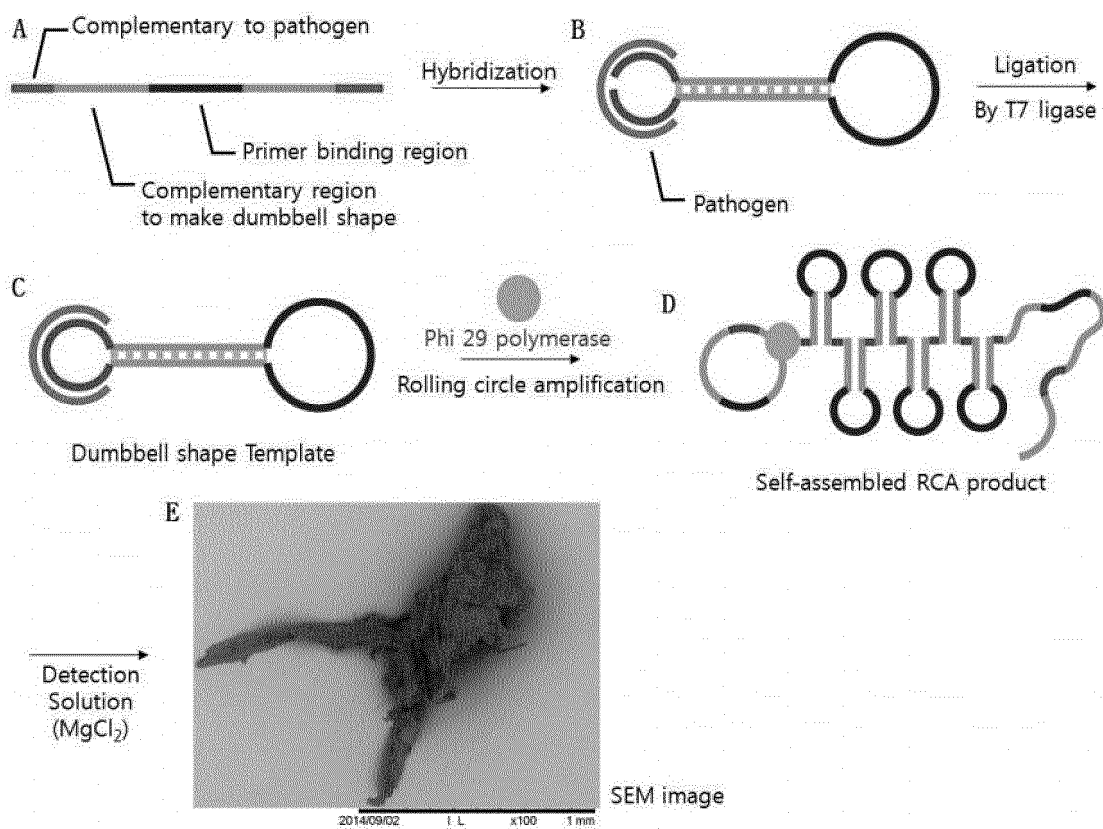 A
Complementary to pathogen
Primer binding region
Complementary region
to make dumbbell shape
Hybridization
B
Pathogen
Ligation
By T7 ligase
C
Dumbbell shape Template
Phi 29 polymerase
Rolling circle amplification
D
Self-assembled RCA product
Detection
Solution
(MgCl₂)
E
SEM image
2014/09/02 I L x100 1 mm